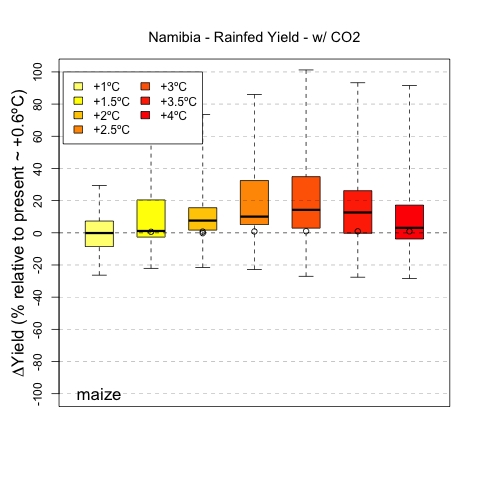 Namibia - Rainfed Yield - w/ CO2
ΔYield (% relative to present ~ +0.6ºC)
100
80
60
40
20
0
-20
-40
-60
-80
-100
+1ºC
+1.5ºC
+2ºC
+2.5ºC
+3ºC
+3.5ºC
+4ºC
maize